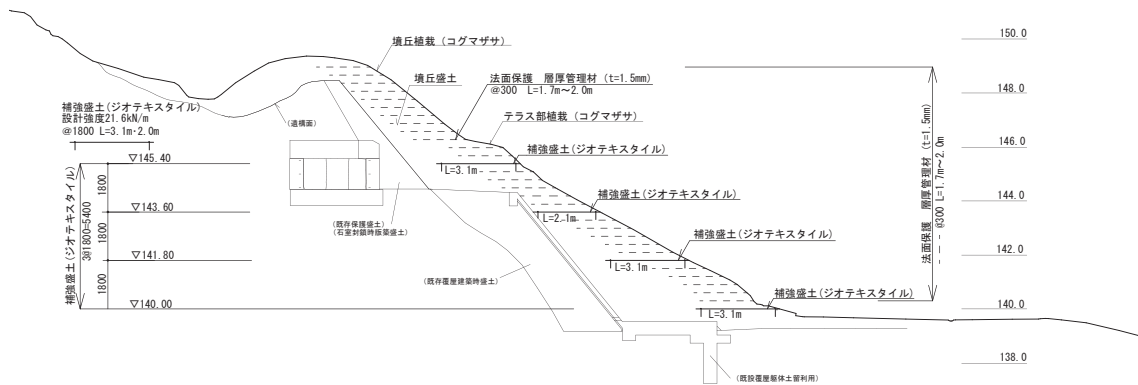 墳丘植栽 (コグマザサ)
墳丘盛土
法面保護 層厚管理材 (t=1.5mm)
@300 L=1.7m～2.0m
テラス部植栽 (コグマザサ)
補強盛土(ジオテキスタイル)
設計強度21.6kN/m
@1800 L=3.1m・2.0m
(遺構面)
▽145.40
▽143.60
▽141.80
▽140.00
1800
1800
1800
3@1800=5400
補強盛土(ジオテキスタイル)
補強盛土(ジオテキスタイル)
L=3.1m
補強盛土(ジオテキスタイル)
L=2.1m
補強盛土(ジオテキスタイル)
L=3.1m
補強盛土(ジオテキスタイル)
L=3.1m
(既存保護盛土)
(石室封鎖時版築盛土)
(既存覆屋建築時盛土)
(既設覆屋躯体土留利用)
法面保護 層厚管理材 (t=1.5mm)
@300 L=1.7m～2.0m
150.0
148.0
146.0
144.0
142.0
140.0
138.0